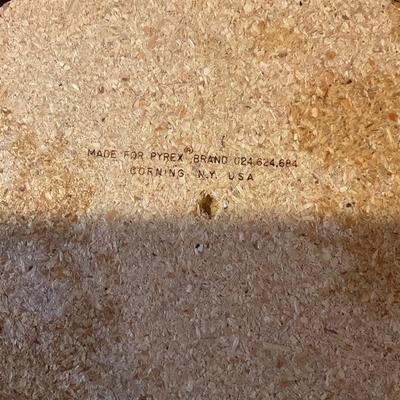 MADE FOR PYREX® BRAND 024,624,684
CORNING, N.Y. USA